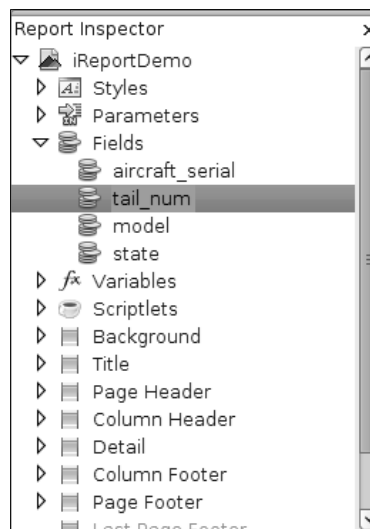 Report Inspector
iReportDemo
Styles
Parameters
Fields
aircraft_serial
tail_num
model
state
fx Variables
Scriptlets
Background
Title
Page Header
Column Header
Detail
Column Footer
Page Footer
Last Page Footer